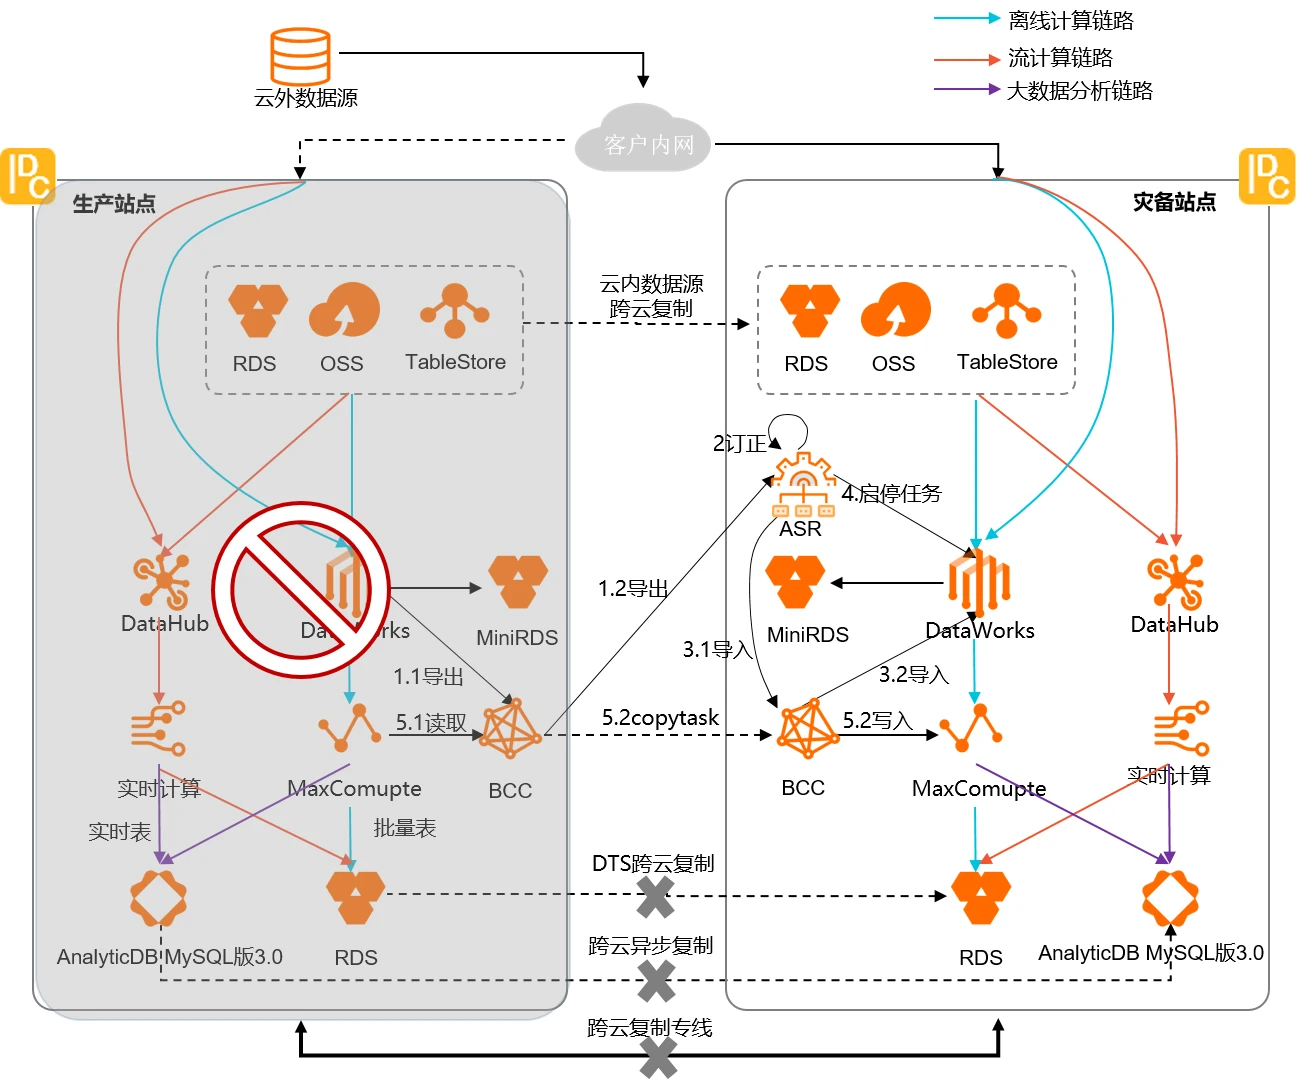 离线计算链路
流计算链路
大数据分析链路
云外数据源
客户内网
IDC
生产站点
IDC
灾备站点
云内数据源
跨云复制
RDS
OSS
TableStore
RDS
OSS
TableStore
2订正
4.启停任务
ASR
1.2导出
DataHub
DataWorks
MiniRDS
MiniRDS
DataWorks
DataHub
1.1导出
3.1导入
3.2导入
5.1读取
5.2copytask
5.2写入
实时计算
MaxComupte
BCC
BCC
MaxComupte
实时计算
实时表
批量表
DTS跨云复制
AnalyticDB MySQL版3.0
RDS
跨云异步复制
RDS
AnalyticDB MySQL版3.0
跨云复制专线